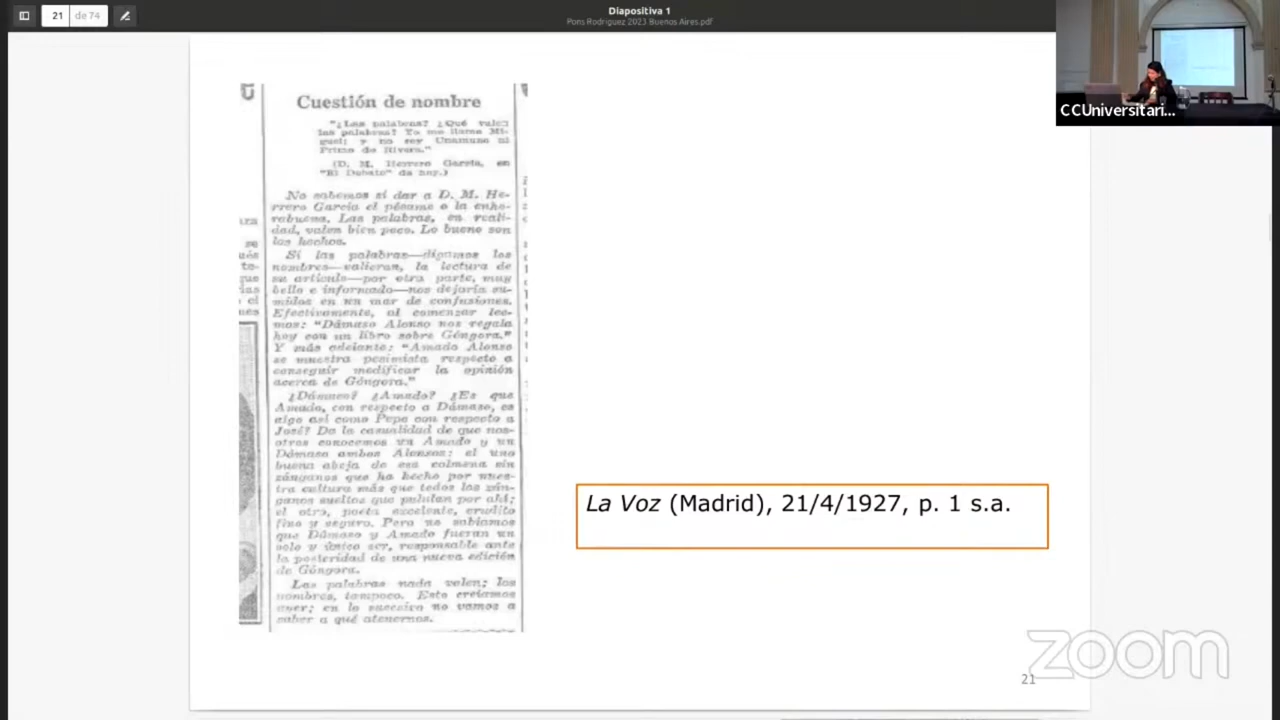 Diapositiva 1
21 de 74
Pons Rodríguez 2023 Buenos Aires.pdf
CCUniversitari...
Cuestión de nombre
"¿Las palabras? ¿Qué valen
las palabras? Yo me llamo Mi-
guel; y no soy Unamuno ni
Primo de Rivera."
(D. M. Herrero García, en
"El Debate" de hoy.)
No sabemos si dar a D. M. He-
rrero García el pésame o la enho-
rabuena. Las palabras, en reali-
dad, valen bien poco. Lo bueno son
los hechos.
Si las palabras—digamos los
nombres—valieran, la lectura de
su artículo—por otra parte, muy
bello e informado—nos dejaría su-
midos en un mar de confusiones.
Efectivamente, al comenzar lee-
mos: "Dámaso Alonso nos regala
hoy con un libro sobre Góngora."
Y más adelante: "Amado Alonso
se muestra pesimista respecto a
conseguir modificar la opinión
acerca de Góngora."
¿Dámaso? ¿Amado? ¿Es que
Amado, con respecto a Dámaso, es
algo así como Pepe con respecto a
José? Da la casualidad de que nos-
otros conocemos un Amado y un
Dámaso ambos Alonsos: el uno
buena abeja de esa colmena sin
zánganos que ha hecho por nues-
tra cultura más que todos los zán-
ganos sueltos que pululan por ahí;
el otro, poeta excelente, erudito
fino y seguro. Pero no sabíamos
que Dámaso y Amado fueran un
solo y único ser, responsable ante
la posteridad de una nueva edición
de Góngora.
Las palabras nada valen; los
nombres, tampoco. Esto creíamos
ayer; en lo sucesivo no vamos a
saber a qué atenernos.
La Voz (Madrid), 21/4/1927, p. 1 s.a.
zoom
21